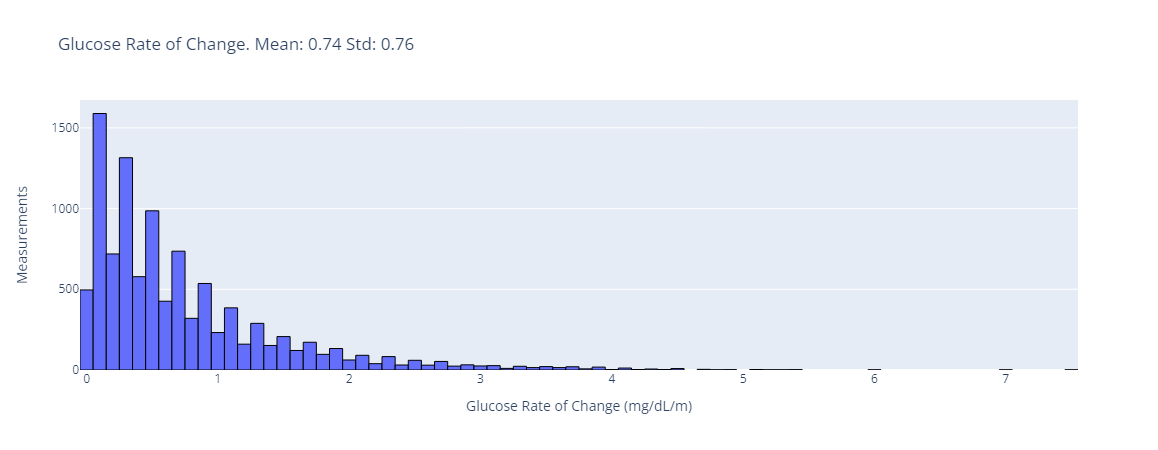 Glucose Rate of Change. Mean: 0.74 Std: 0.76
1500
1000
500
0
Measurements
0 1 2 3 4 5 6 7
Glucose Rate of Change (mg/dL/m)